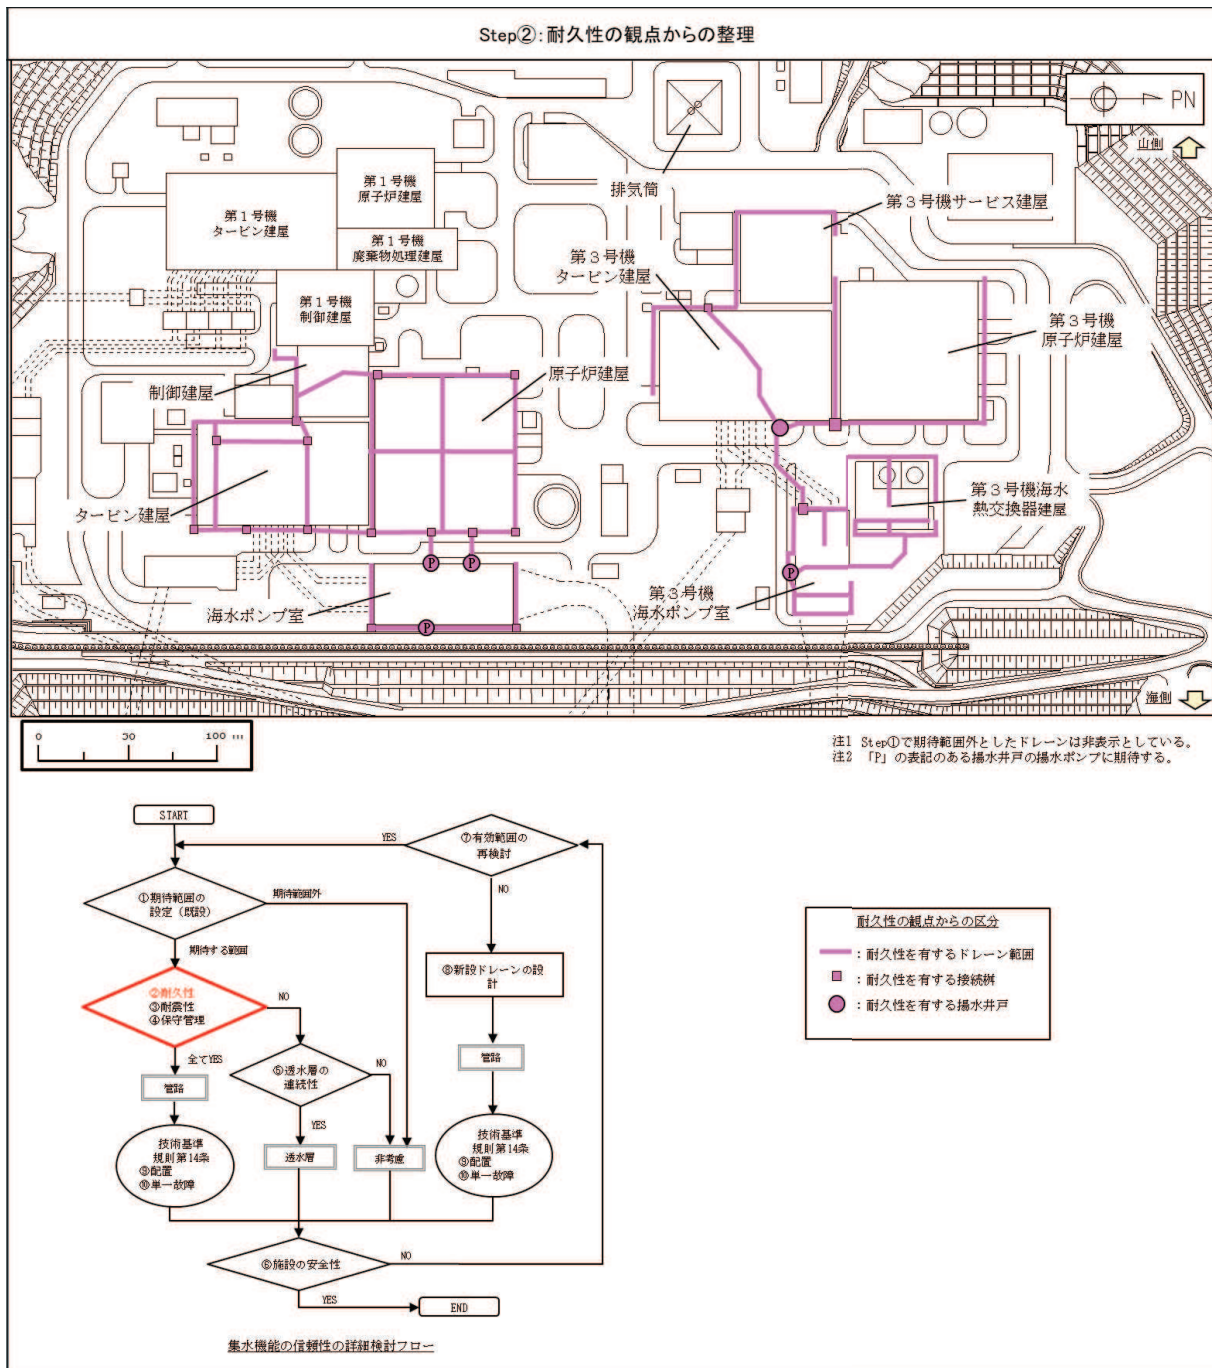 Step②:耐久性の観点からの整理
PN
山側
排気筒
第3号機サービス建屋
第1号機
原子炉建屋
第1号機
タービン建屋
第1号機
廃棄物処理建屋
第3号機
タービン建屋
第1号機
制御建屋
第3号機
原子炉建屋
制御建屋
原子炉建屋
タービン建屋
第3号機海水
熱交換器建屋
P
P
P
海水ポンプ室
第3号機
海水ポンプ室
P
海側
0 50 100 m
注1 Step①で期待範囲外としたドレーンは非表示としている。
注2 「P」の表記のある揚水井戸の揚水ポンプに期待する。
START
YES
⑦有効範囲の
再検討
①期待範囲の
設定(既設)
期待範囲外
NO
期待する範囲
⑧新設ドレーンの設
計
②耐久性
③耐震性
④保守管理
NO
全てYES
管路
⑤透水層の
連続性
NO
管路
YES
技術基準
規則第14条
⑨配置
⑩単一故障
透水層
非考慮
技術基準
規則第14条
⑨配置
⑩単一故障
⑥施設の安全性
NO
YES
END
集水機能の信頼性の詳細検討フロー
耐久性の観点からの区分
:耐久性を有するドレーン範囲
:耐久性を有する接続桝
:耐久性を有する揚水井戸